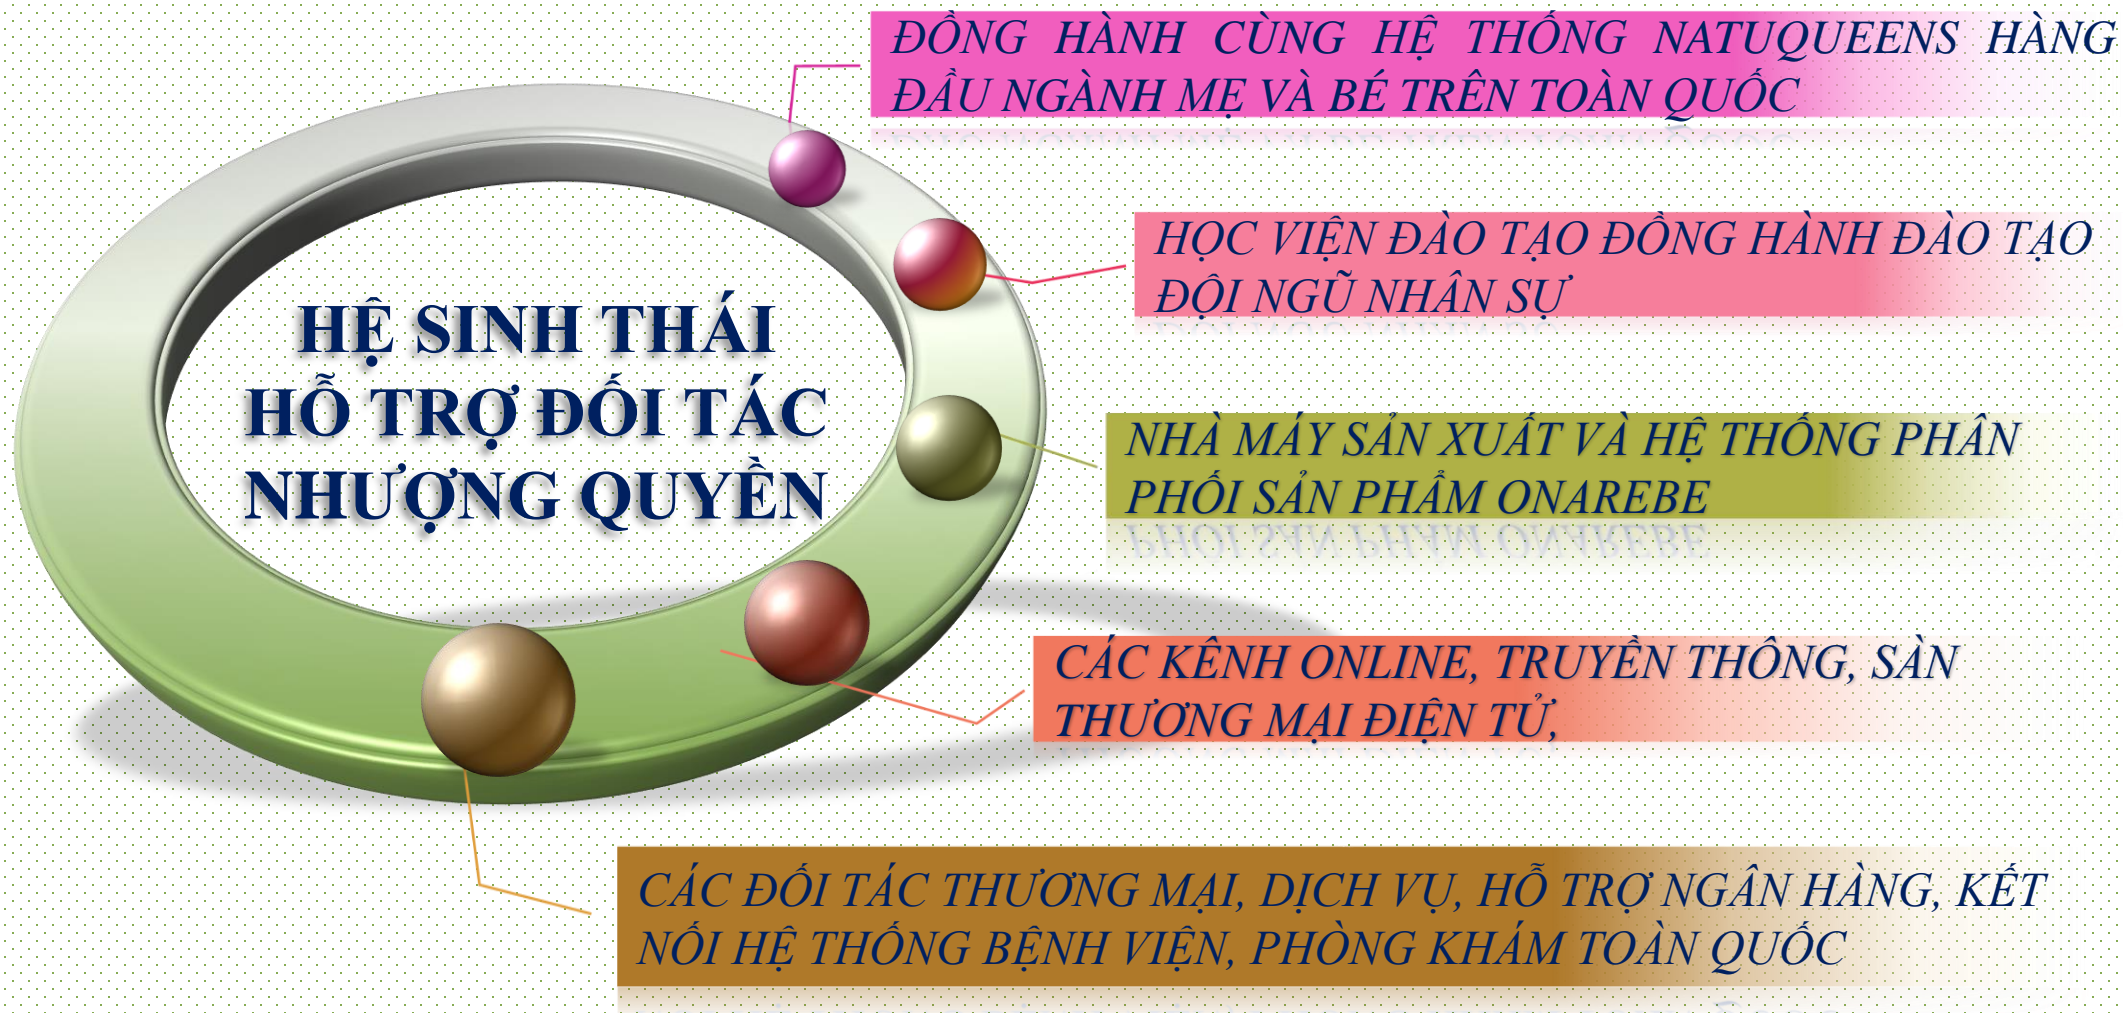 ĐỒNG HÀNH CÙNG HỆ THỐNG NATUQUEENS HÀNG
ĐẦU NGÀNH MẸ VÀ BÉ TRÊN TOÀN QUỐC
HỌC VIỆN ĐÀO TẠO ĐỒNG HÀNH ĐÀO TẠO
ĐỘI NGŨ NHÂN SỰ
HỆ SINH THÁI
HỖ TRỢ ĐỐI TÁC
NHƯỢNG QUYỀN
NHÀ MÁY SẢN XUẤT VÀ HỆ THỐNG PHÂN
PHỐI SẢN PHẨM ONAREBE
CÁC KÊNH ONLINE, TRUYỀN THÔNG, SÀN
THƯƠNG MẠI ĐIỆN TỬ,
CÁC ĐỐI TÁC THƯƠNG MẠI, DỊCH VỤ, HỖ TRỢ NGÂN HÀNG, KẾT
NỐI HỆ THỐNG BỆNH VIỆN, PHÒNG KHÁM TOÀN QUỐC